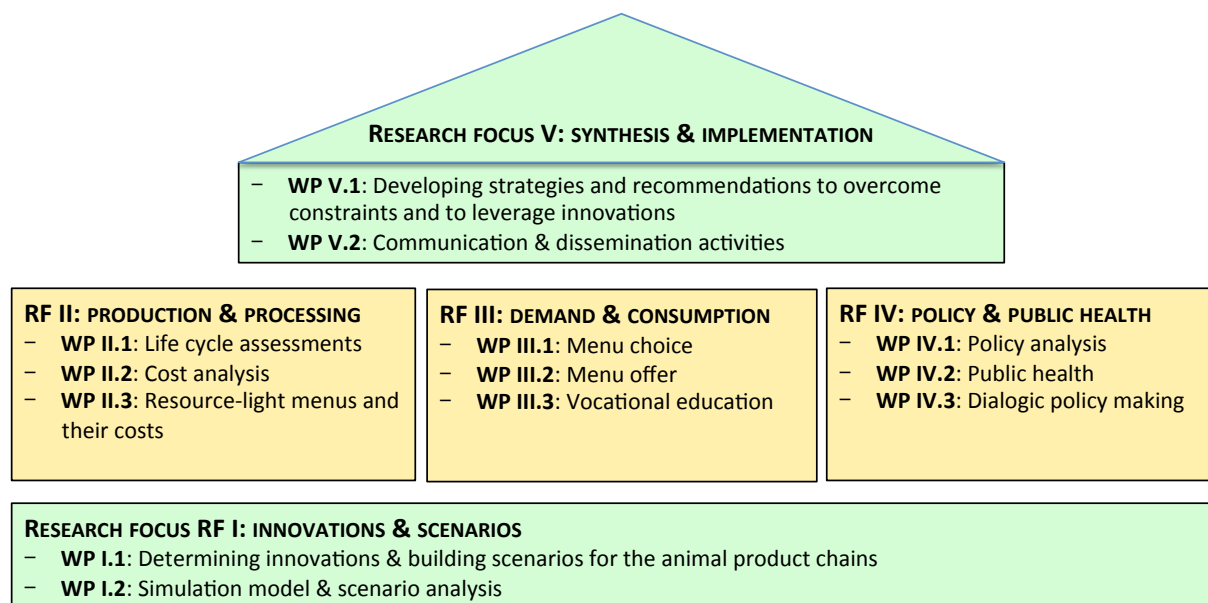 RESEARCH FOCUS V: SYNTHESIS & IMPLEMENTATION
− WP V.1: Developing strategies and recommendations to overcome
constraints and to leverage innovations
− WP V.2: Communication & dissemination activities
RF II: PRODUCTION & PROCESSING
− WP II.1: Life cycle assessments
− WP II.2: Cost analysis
− WP II.3: Resource-light menus and
their costs
RF III: DEMAND & CONSUMPTION
− WP III.1: Menu choice
− WP III.2: Menu offer
− WP III.3: Vocational education
RF IV: POLICY & PUBLIC HEALTH
− WP IV.1: Policy analysis
− WP IV.2: Public health
− WP IV.3: Dialogic policy making
RESEARCH FOCUS RF I: INNOVATIONS & SCENARIOS
− WP I.1: Determining innovations & building scenarios for the animal product chains
− WP I.2: Simulation model & scenario analysis